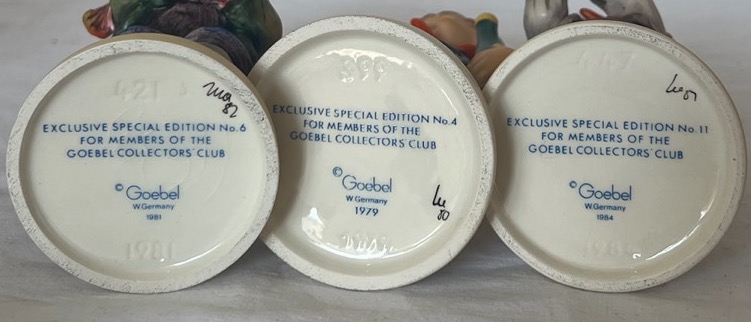 421
EXCLUSIVE SPECIAL EDITION No. 6
FOR MEMBERS OF THE
GOEBEL COLLECTORS' CLUB
© Goebel
W. Germany
1981
1981
399
EXCLUSIVE SPECIAL EDITION No. 4
FOR MEMBERS OF THE
GOEBEL COLLECTORS' CLUB
© Goebel
W. Germany
1979
80
447
EXCLUSIVE SPECIAL EDITION No. 11
FOR MEMBERS OF THE
GOEBEL COLLECTORS' CLUB
© Goebel
W. Germany
1984